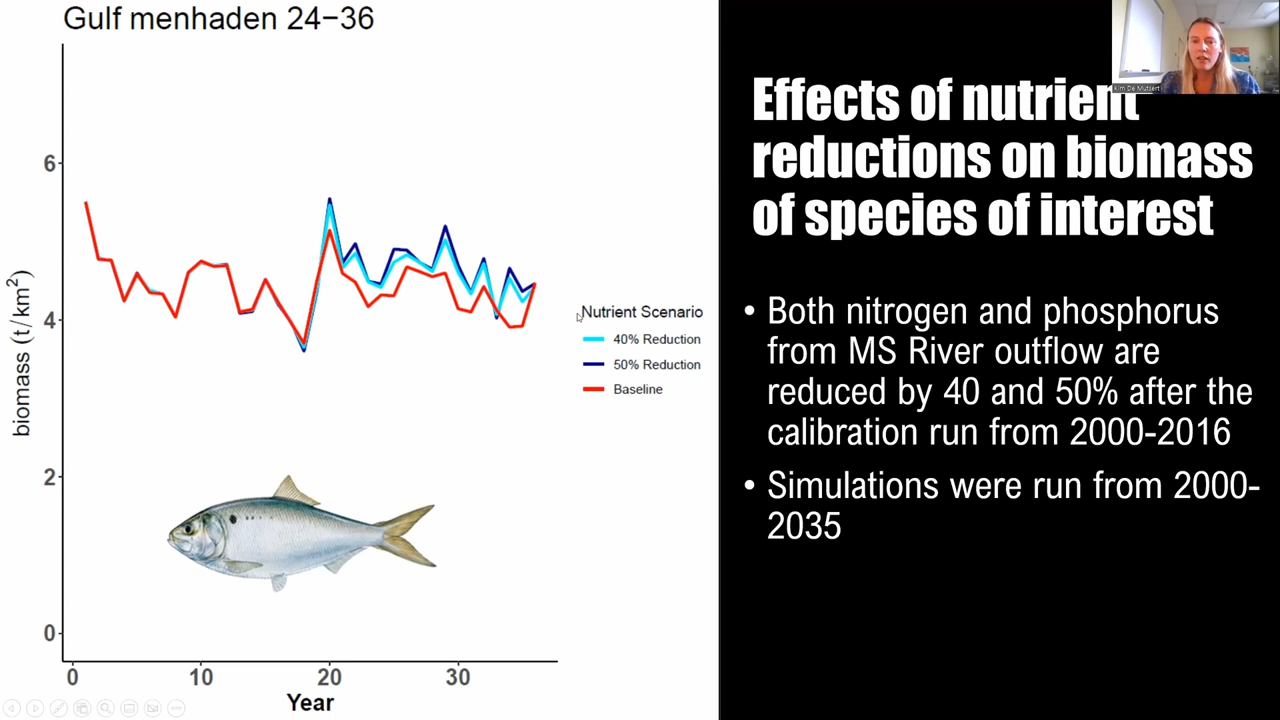 Gulf menhaden 24−36
biomass (t/km²)
6
4
2
0
0 10 20 30
Year
Nutrient Scenario
40% Reduction
50% Reduction
Baseline
Kim De Mutsert
Effects of nutrient
reductions on biomass
of species of interest
• Both nitrogen and phosphorus
from MS River outflow are
reduced by 40 and 50% after the
calibration run from 2000-2016
• Simulations were run from 2000-
2035